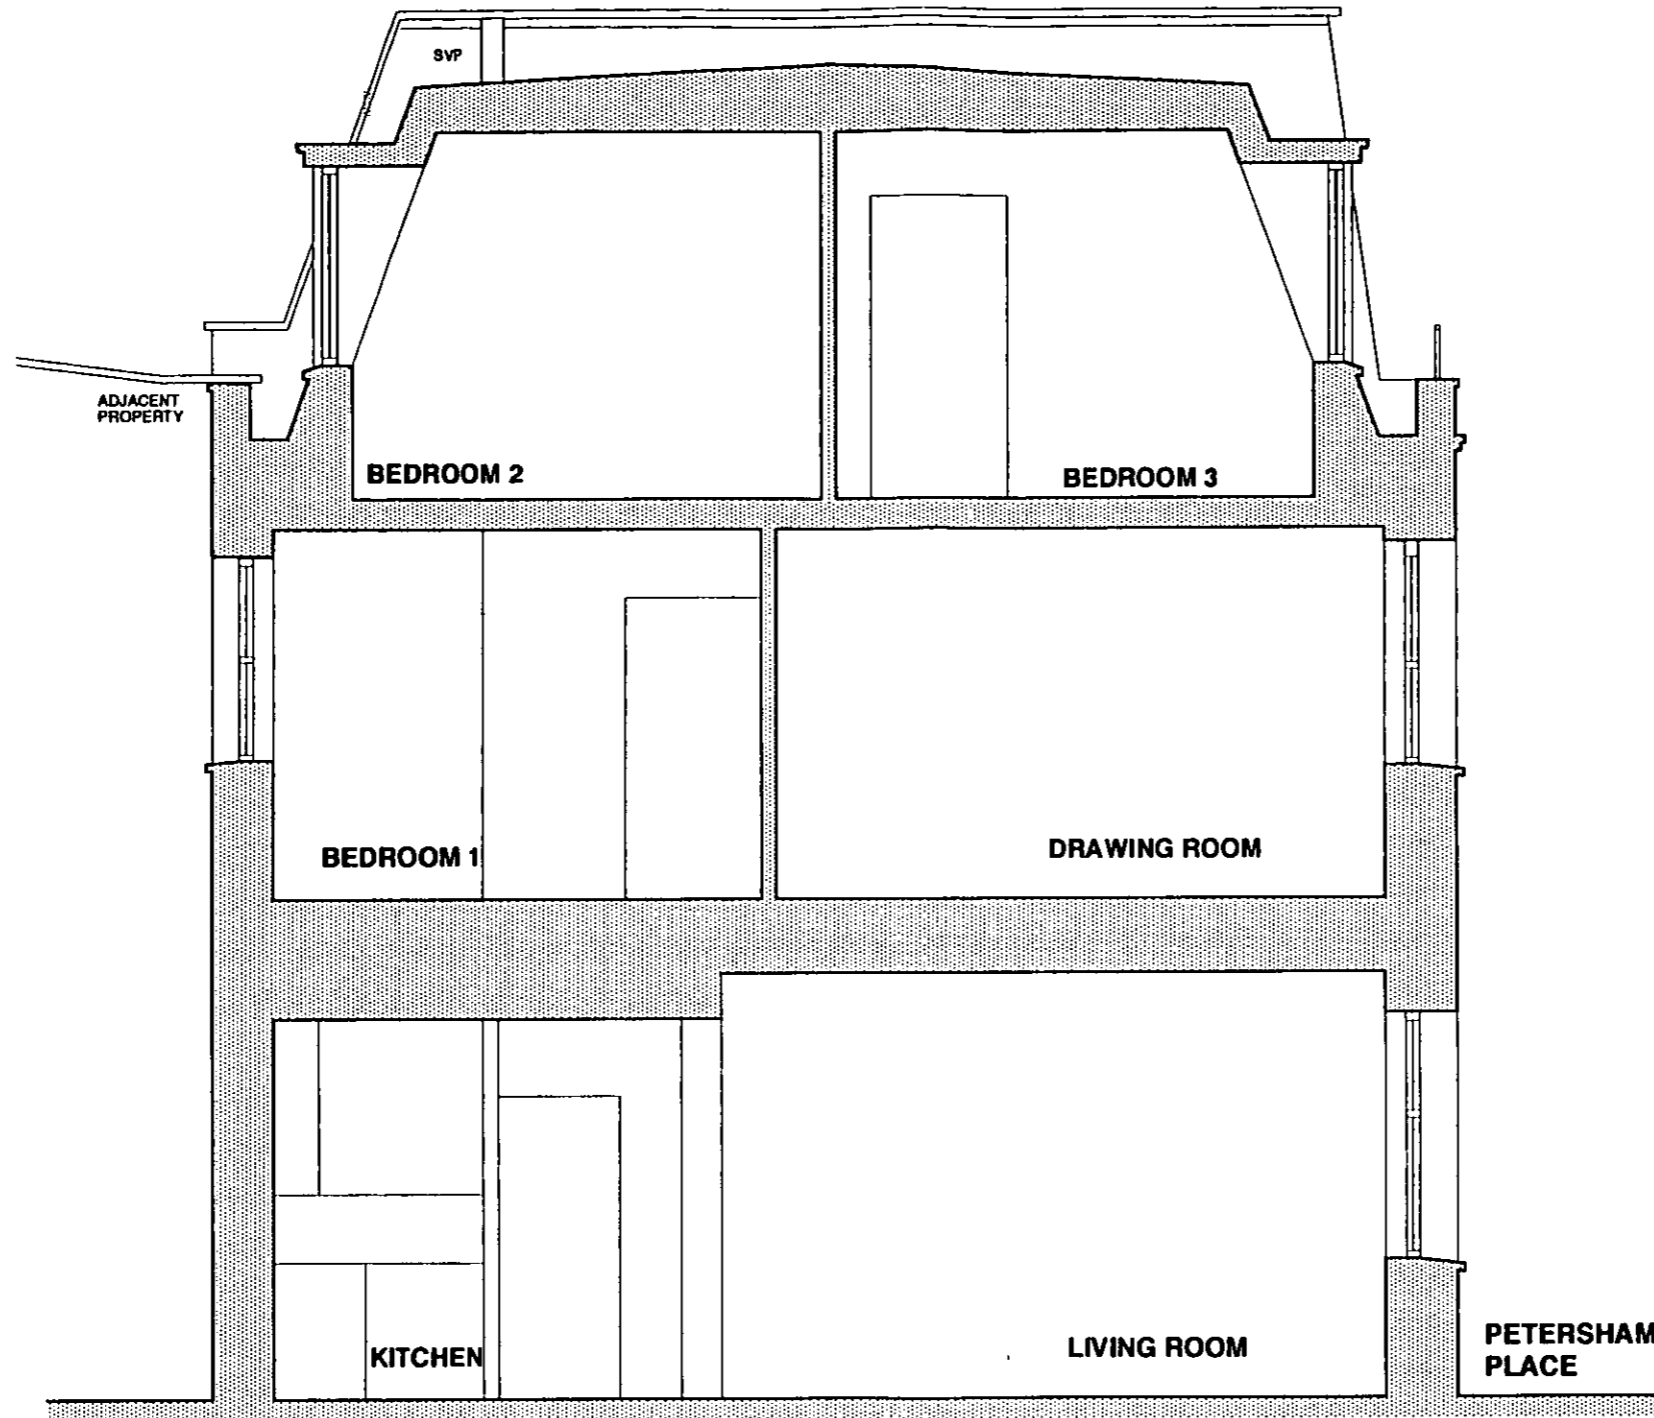 SVP
ADJACENT
PROPERTY
BEDROOM 2
BEDROOM 3
BEDROOM 1
DRAWING ROOM
KITCHEN
LIVING ROOM
PETERSHAM
PLACE